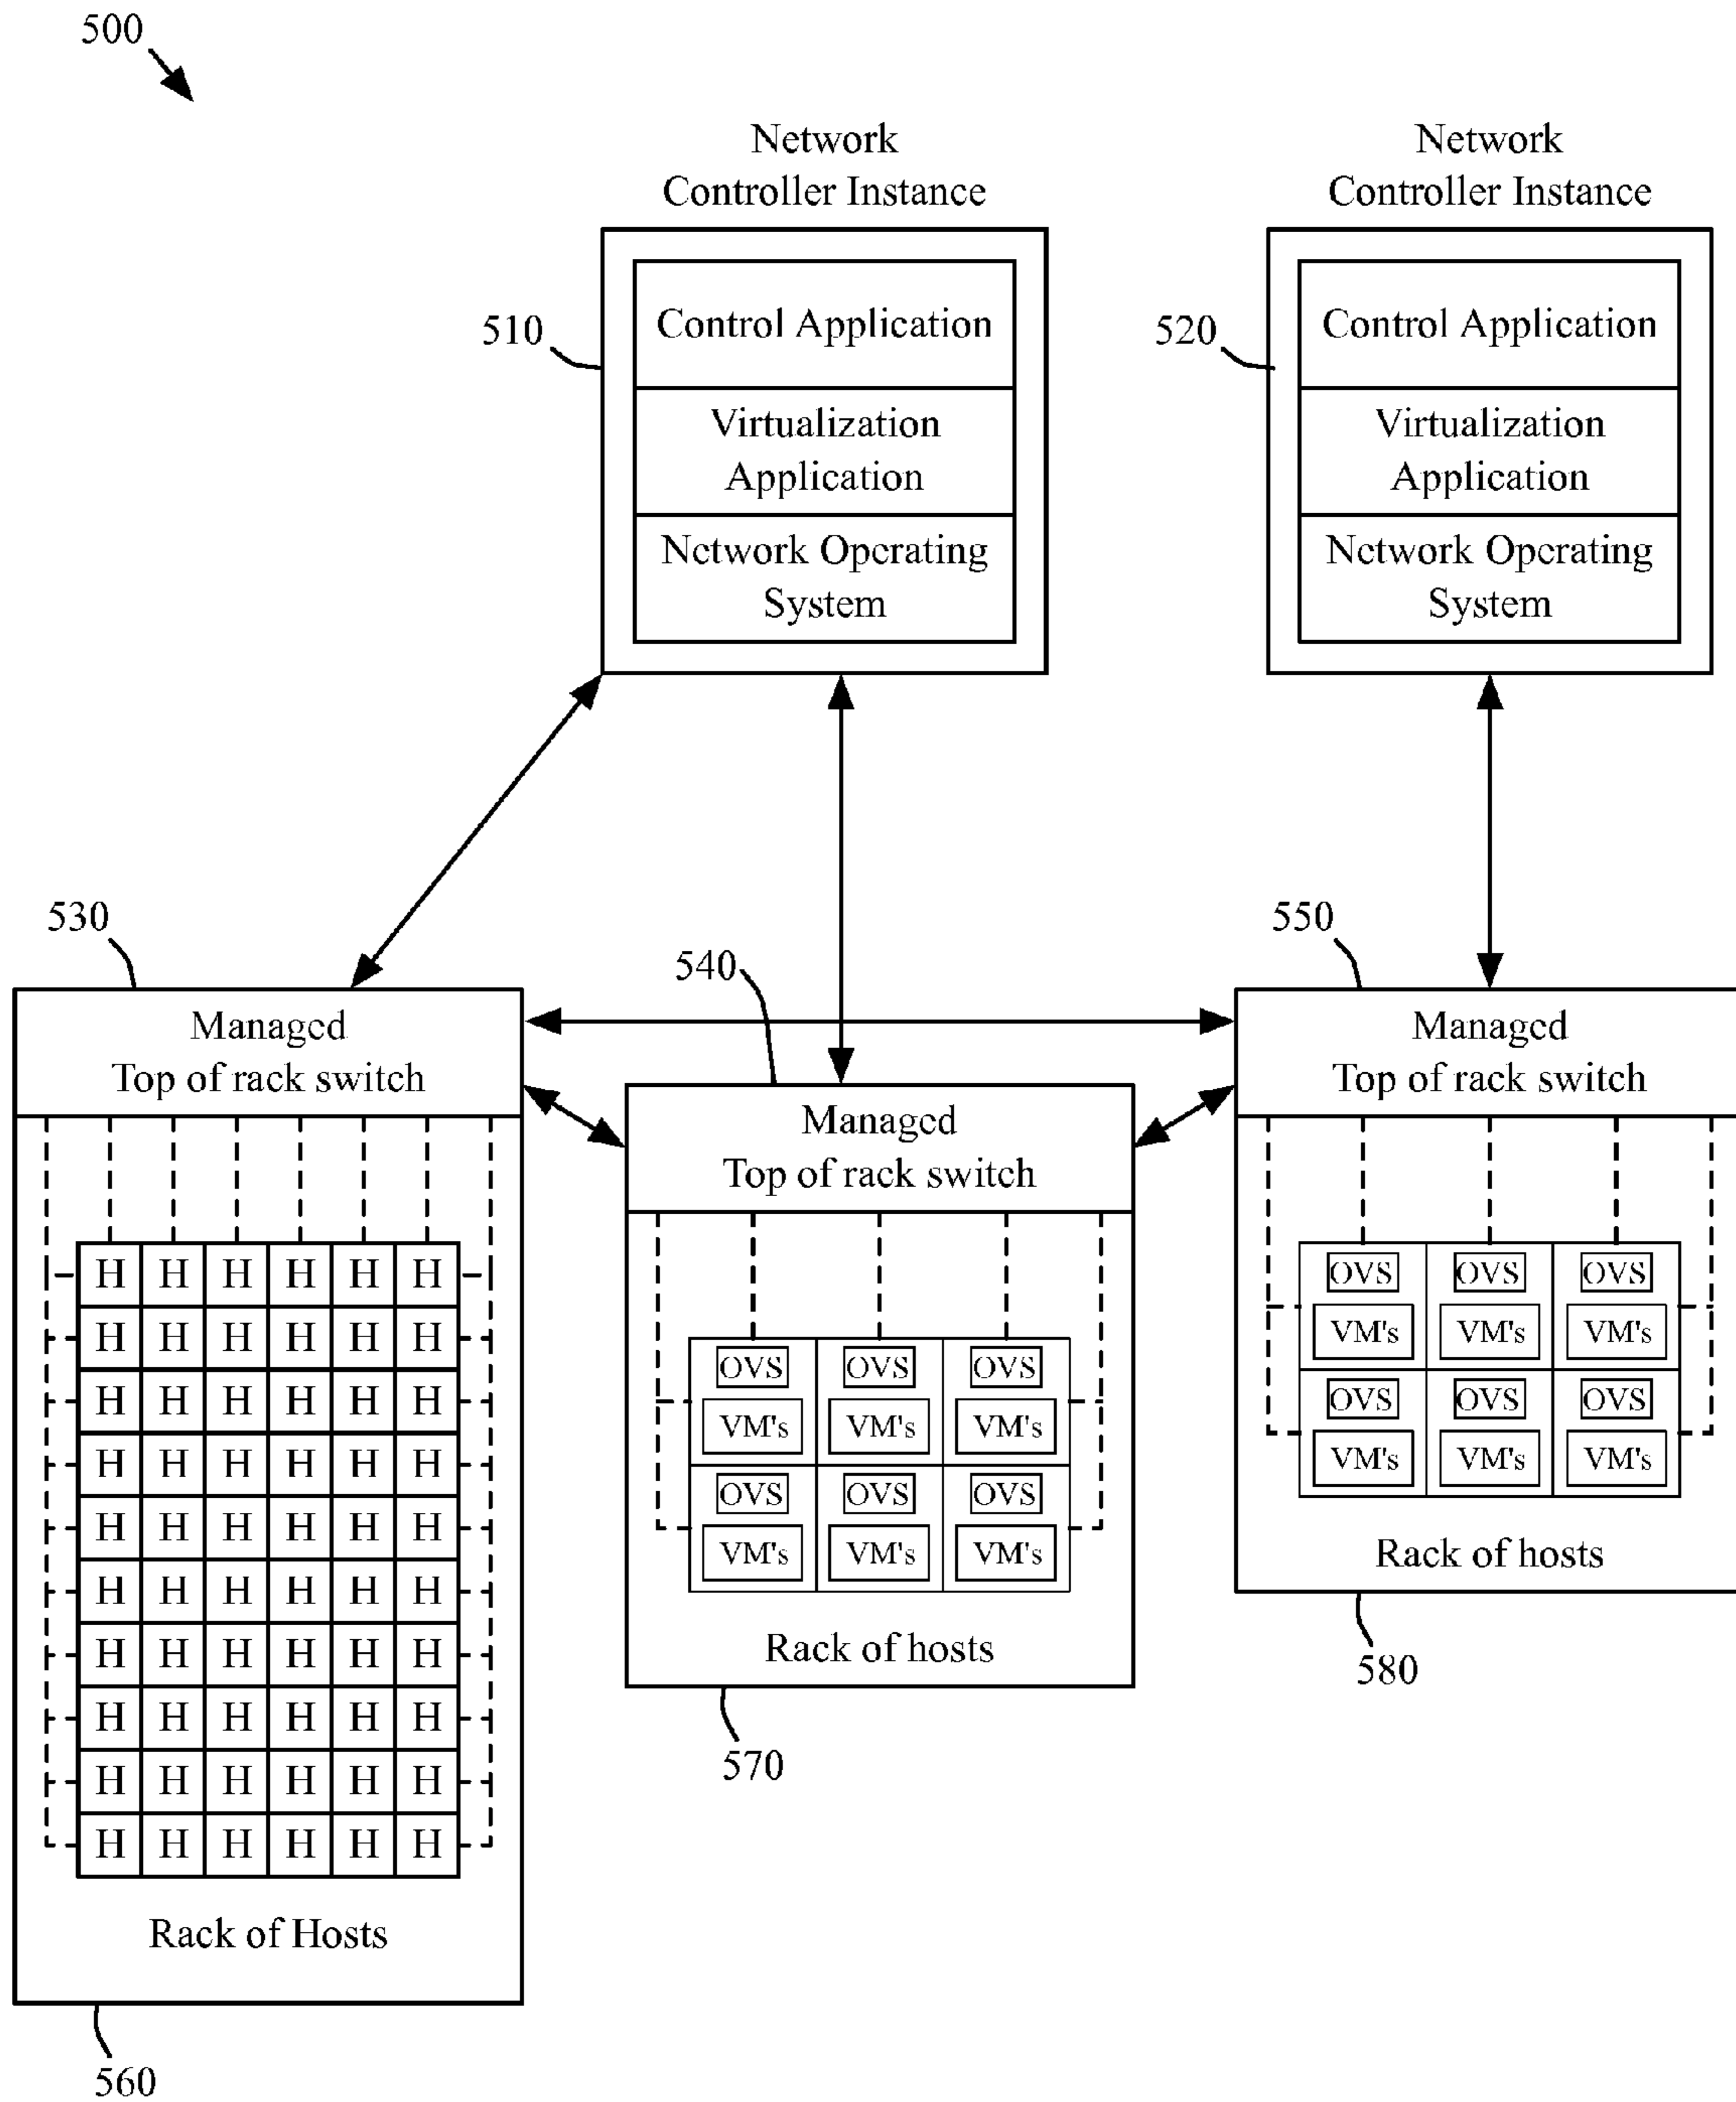 500
Network
Controller Instance
Network
Controller Instance
510
Control Application
Virtualization
Application
Network Operating
System
520
Control Application
Virtualization
Application
Network Operating
System
530
Managed
Top of rack switch
540
Managed
Top of rack switch
550
Managed
Top of rack switch
H H H H H H
H H H H H H
H H H H H H
H H H H H H
H H H H H H
H H H H H H
H H H H H H
H H H H H H
H H H H H H
H H H H H H
Rack of Hosts
560
OVS OVS OVS
VM's VM's VM's
OVS OVS OVS
VM's VM's VM's
Rack of hosts
570
OVS OVS OVS
VM's VM's VM's
OVS OVS OVS
VM's VM's VM's
Rack of hosts
580